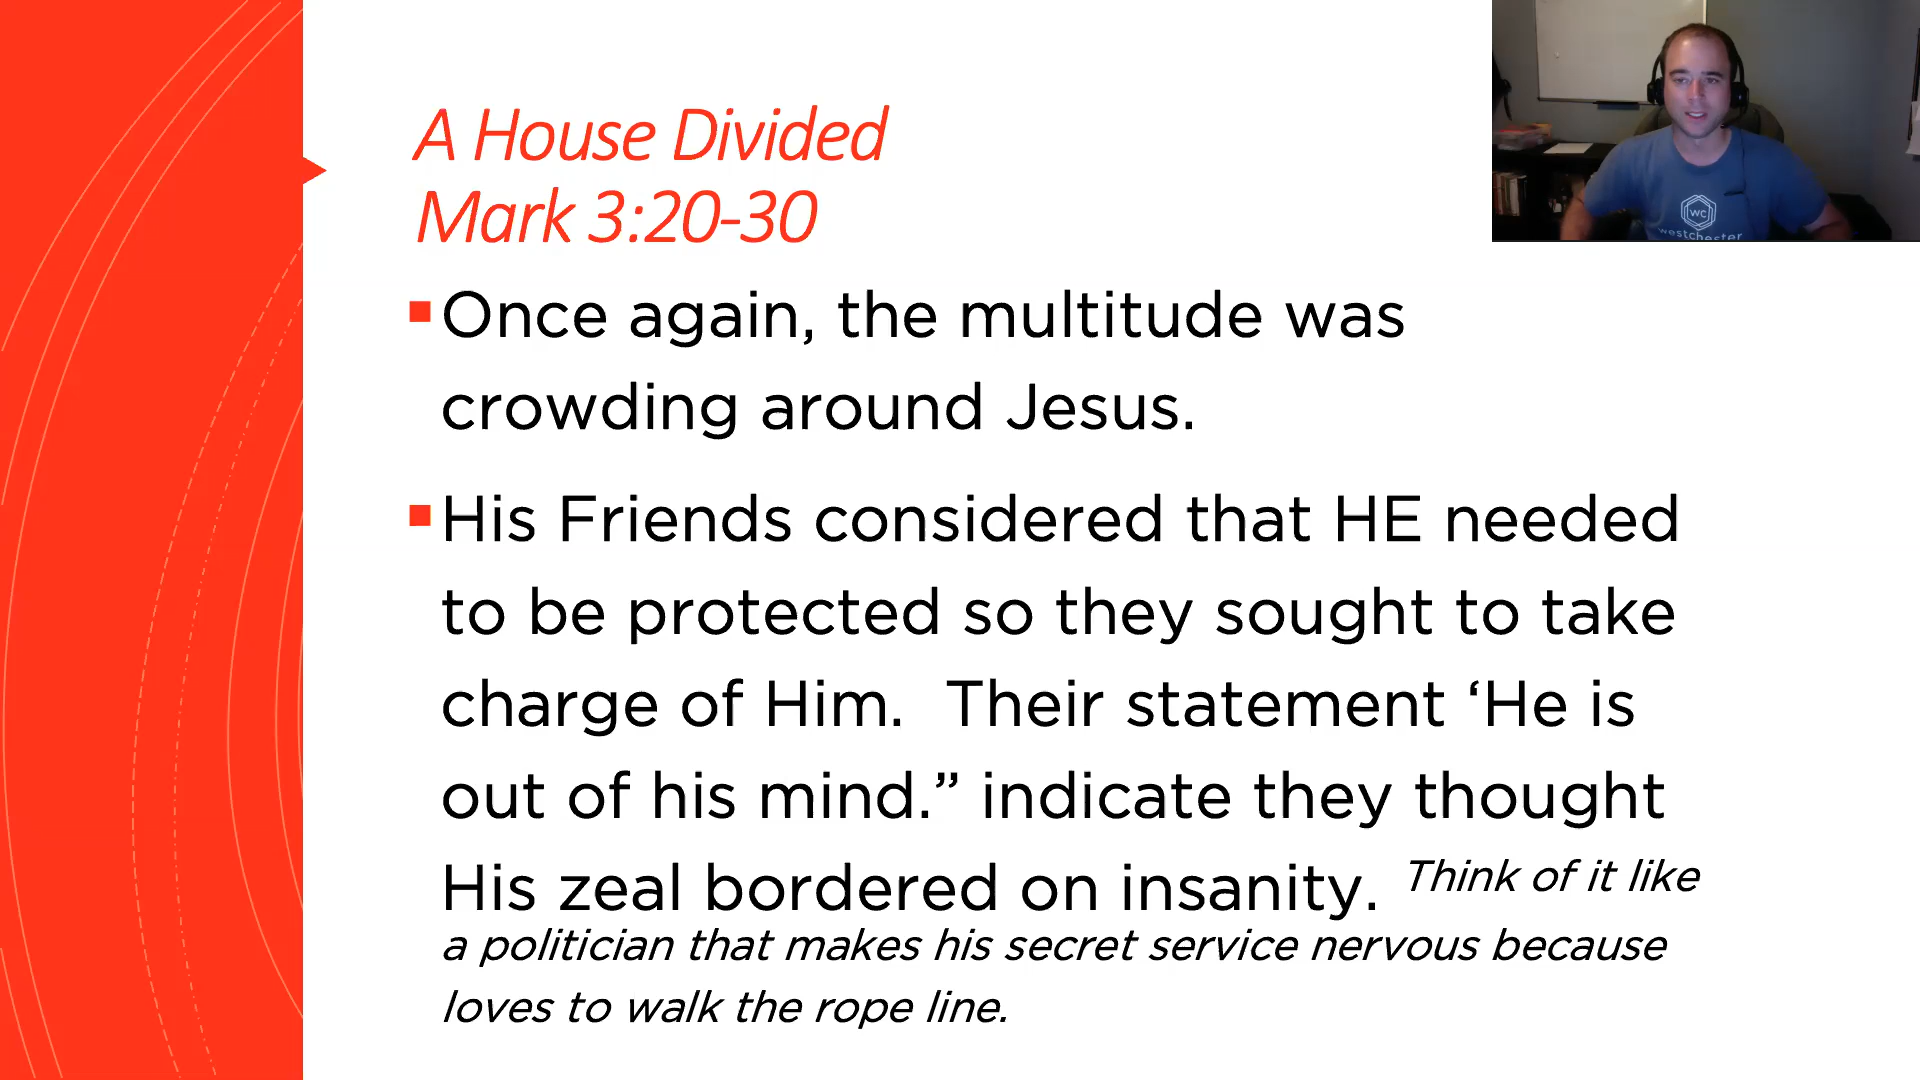 A House Divided
Mark 3:20-30
Once again, the multitude was
crowding around Jesus.
His Friends considered that HE needed
to be protected so they sought to take
charge of Him.  Their statement ‘He is
out of his mind.” indicate they thought
His zeal bordered on insanity. Think of it like
a politician that makes his secret service nervous because
loves to walk the rope line.
WC
westchester